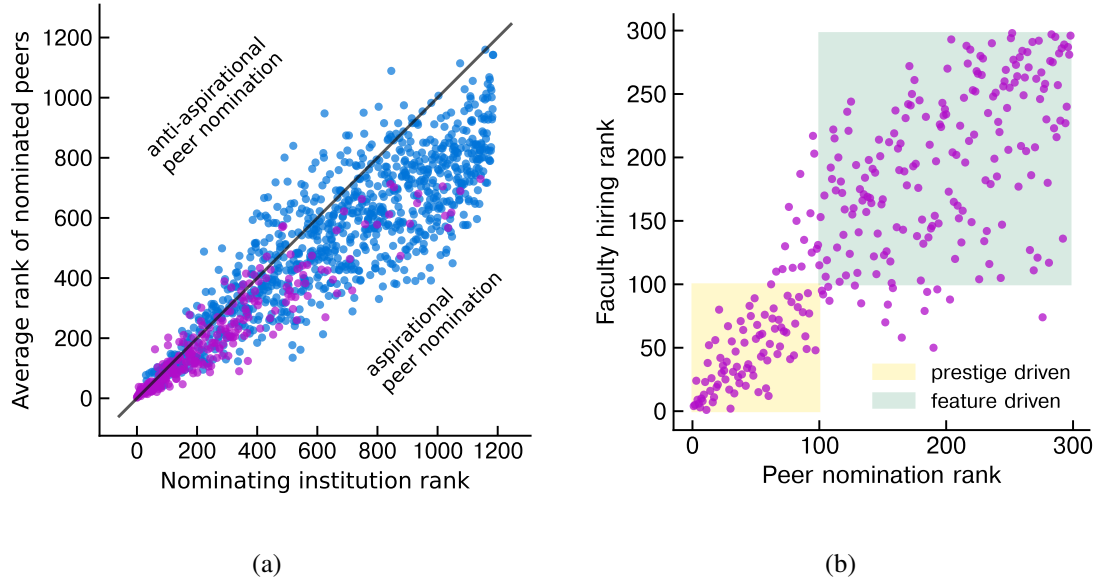 1200
1000
800
600
400
200
0
Average rank of nominated peers
anti-aspirational
peer nomination
aspirational
peer nomination
0 200 400 600 800 1000 1200
Nominating institution rank
(a)
300
250
200
150
100
50
0
Faculty hiring rank
prestige driven
feature driven
0 100 200 300
Peer nomination rank
(b)